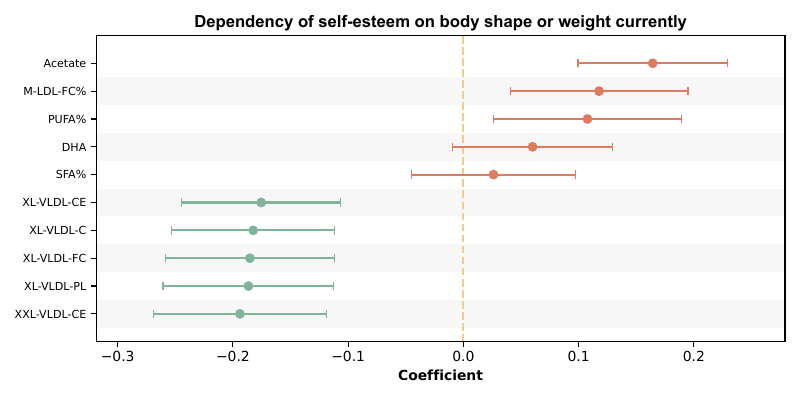 Dependency of self-esteem on body shape or weight currently
Acetate
M-LDL-FC%
PUFA%
DHA
SFA%
XL-VLDL-CE
XL-VLDL-C
XL-VLDL-FC
XL-VLDL-PL
XXL-VLDL-CE
−0.3 −0.2 −0.1 0.0 0.1 0.2
Coefficient